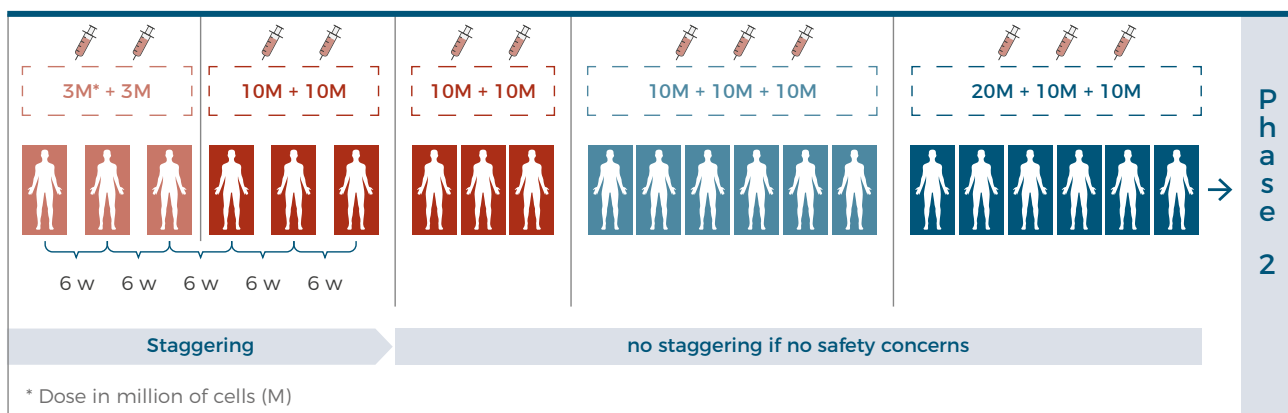 3M* + 3M
10M + 10M
10M + 10M
10M + 10M + 10M
20M + 10M + 10M
6 w
6 w
6 w
6 w
6 w
Staggering
no staggering if no safety concerns
* Dose in million of cells (M)
Phase 2